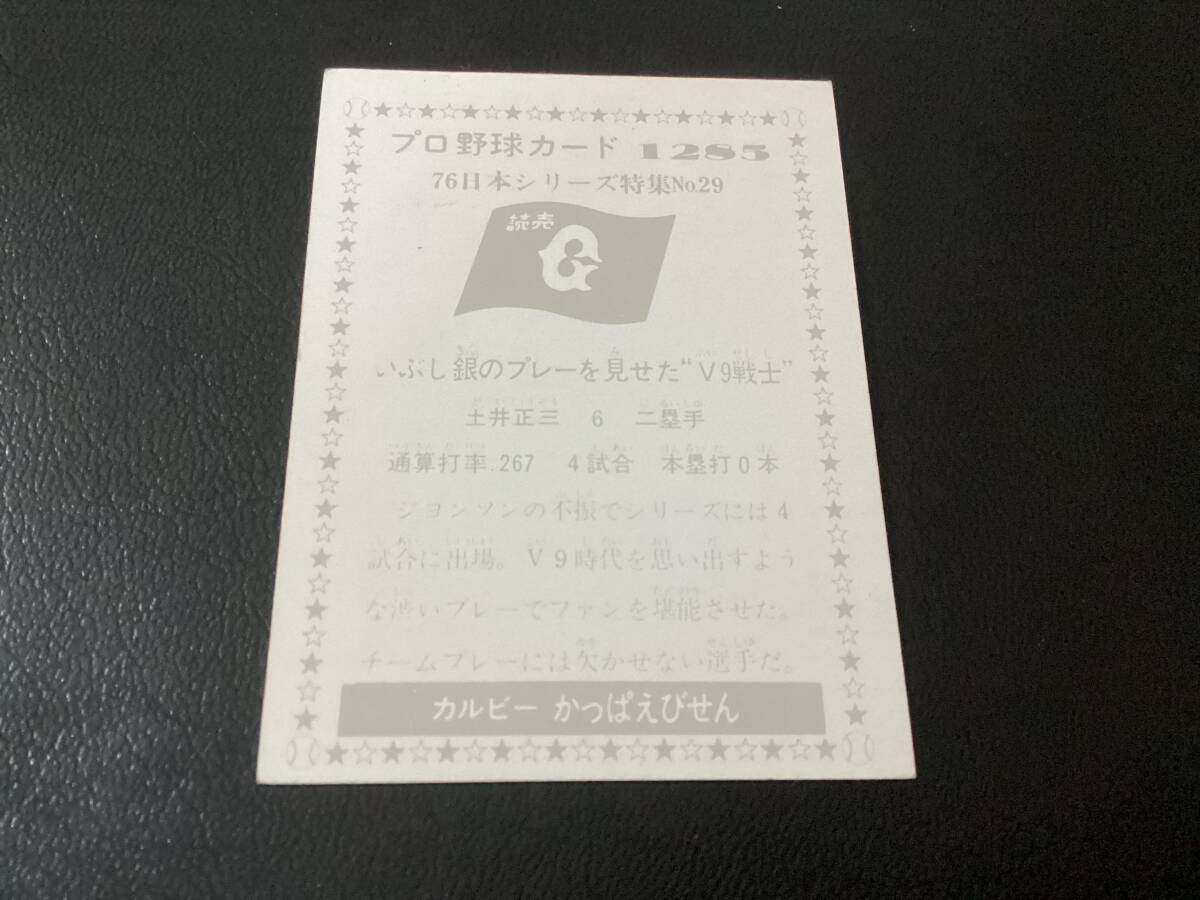 プロ野球カード 1285
76日本シリーズ特集No.29
読売
G
いぶし銀のプレーを見せた“V9戦士”
土井正三 6 二塁手
通算打率.267 4試合 本塁打0本
ジョンソンの不振でシリーズには4
試合に出場。V9時代を思い出すよう
な渋いプレーでファンを堪能させた。
チームプレーには欠かせない選手だ。
カルビー かっぱえびせん